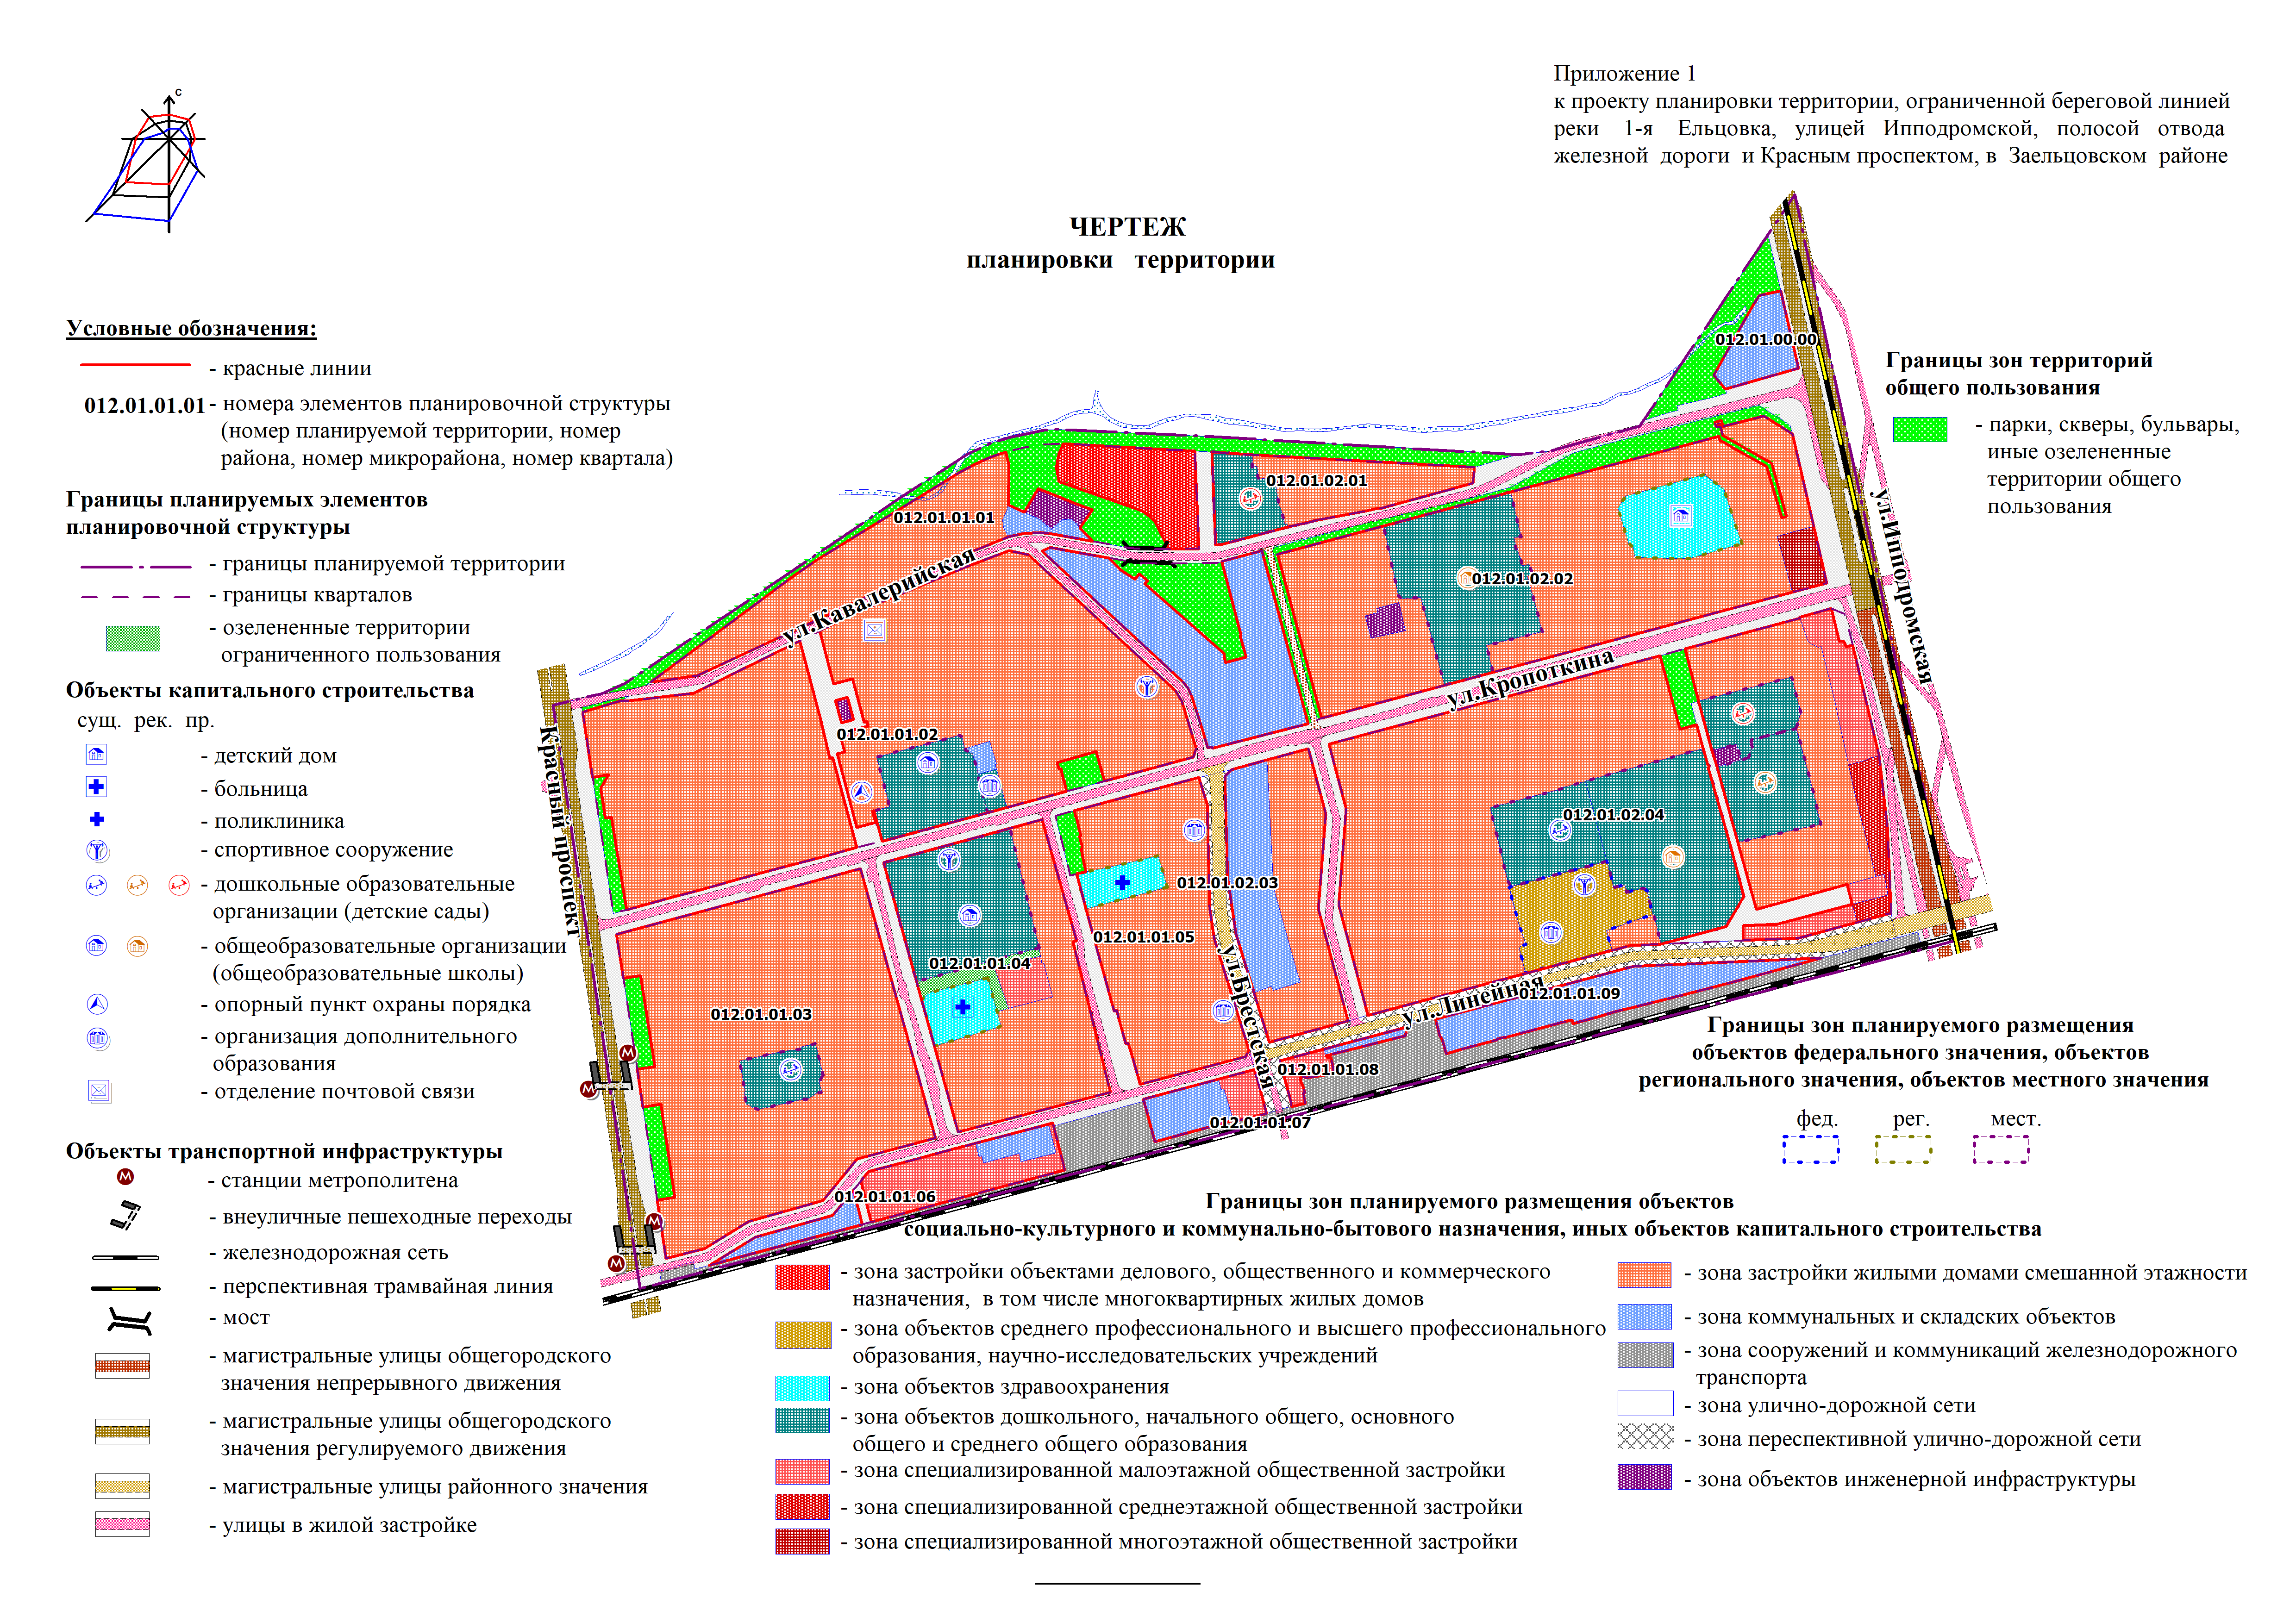 Приложение 1
к проекту планировки территории, ограниченной береговой линией
реки 1-я Ельцовка, улицей Ипподромской, полосой отвода
железной дороги и Красным проспектом, в Заельцовском районе
С
ЧЕРТЕЖ
планировки территории
Условные обозначения:
- красные линии
012.01.01.01 - номера элементов планировочной структуры
(номер планируемой территории, номер
района, номер микрорайона, номер квартала)
Границы планируемых элементов
планировочной структуры
- границы планируемой территории
- границы кварталов
- озелененные территории
ограниченного пользования
Объекты капитального строительства
сущ. рек. пр.
- детский дом
- больница
- поликлиника
- спортивное сооружение
- дошкольные образовательные
организации (детские сады)
- общеобразовательные организации
(общеобразовательные школы)
- опорный пункт охраны порядка
- организация дополнительного
образования
- отделение почтовой связи
Объекты транспортной инфраструктуры
М
- станции метрополитена
- внеуличные пешеходные переходы
- железнодорожная сеть
- перспективная трамвайная линия
- мост
- магистральные улицы общегородского
значения непрерывного движения
- магистральные улицы общегородского
значения регулируемого движения
- магистральные улицы районного значения
- улицы в жилой застройке
012.01.00.00
012.01.02.01
012.01.01.01
012.01.02.02
012.01.01.02
012.01.02.04
012.01.02.03
012.01.01.05
012.01.01.04
012.01.01.03
012.01.01.09
012.01.01.08
012.01.01.07
012.01.01.06
ул.Кавалерийская
ул.Кропоткина
ул.Ипподромская
Красный проспект
ул.Брестская
ул.Линейная
М
М
М
М
Границы зон территорий
общего пользования
- парки, скверы, бульвары,
иные озелененные
территории общего
пользования
Границы зон планируемого размещения
объектов федерального значения, объектов
регионального значения, объектов местного значения
фед. рег. мест.
Границы зон планируемого размещения объектов
социально-культурного и коммунально-бытового назначения, иных объектов капитального строительства
- зона застройки объектами делового, общественного и коммерческого
назначения, в том числе многоквартирных жилых домов
- зона объектов среднего профессионального и высшего профессионального
образования, научно-исследовательских учреждений
- зона объектов здравоохранения
- зона объектов дошкольного, начального общего, основного
общего и среднего общего образования
- зона специализированной малоэтажной общественной застройки
- зона специализированной среднеэтажной общественной застройки
- зона специализированной многоэтажной общественной застройки
- зона застройки жилыми домами смешанной этажности
- зона коммунальных и складских объектов
- зона сооружений и коммуникаций железнодорожного
транспорта
- зона улично-дорожной сети
- зона переспективной улично-дорожной сети
- зона объектов инженерной инфраструктуры